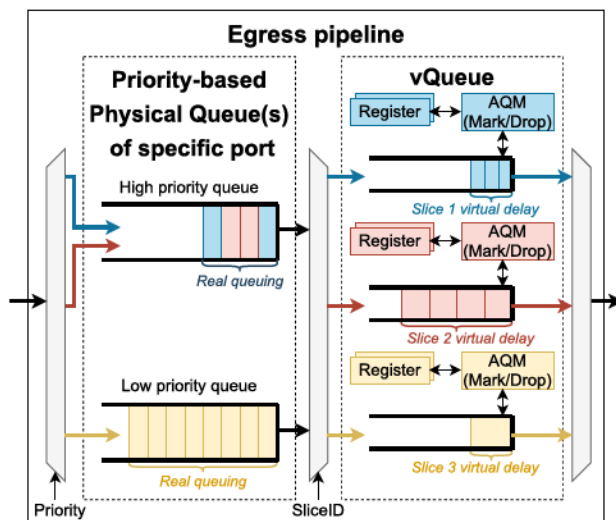 Egress pipeline
Priority-based
Physical Queue(s)
of specific port
High priority queue
Real queuing
Low priority queue
Real queuing
Priority
vQueue
Register
AQM
(Mark/Drop)
Slice 1 virtual delay
Register
AQM
(Mark/Drop)
Slice 2 virtual delay
Register
AQM
(Mark/Drop)
Slice 3 virtual delay
SliceID